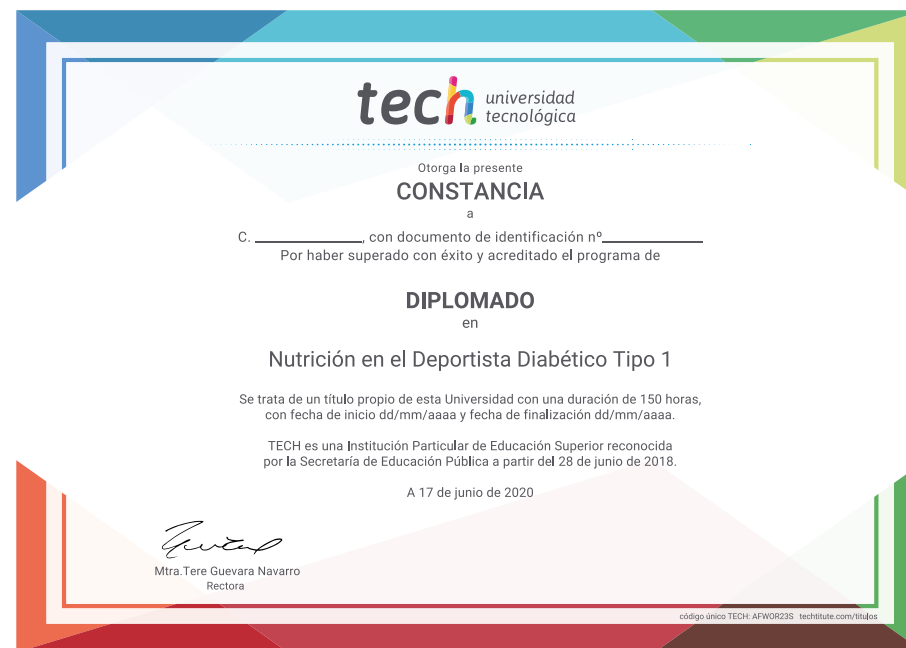 tech universidad
tecnológica
Otorga la presente
CONSTANCIA
a
C. ____________, con documento de identificación nº____________
Por haber superado con éxito y acreditado el programa de
DIPLOMADO
en
Nutrición en el Deportista Diabético Tipo 1
Se trata de un título propio de esta Universidad con una duración de 150 horas,
con fecha de inicio dd/mm/aaaa y fecha de finalización dd/mm/aaaa.
TECH es una Institución Particular de Educación Superior reconocida
por la Secretaría de Educación Pública a partir del 28 de junio de 2018.
A 17 de junio de 2020
Mtra.Tere Guevara Navarro
Rectora
código único TECH: AFWOR23S techtitute.com/titulos